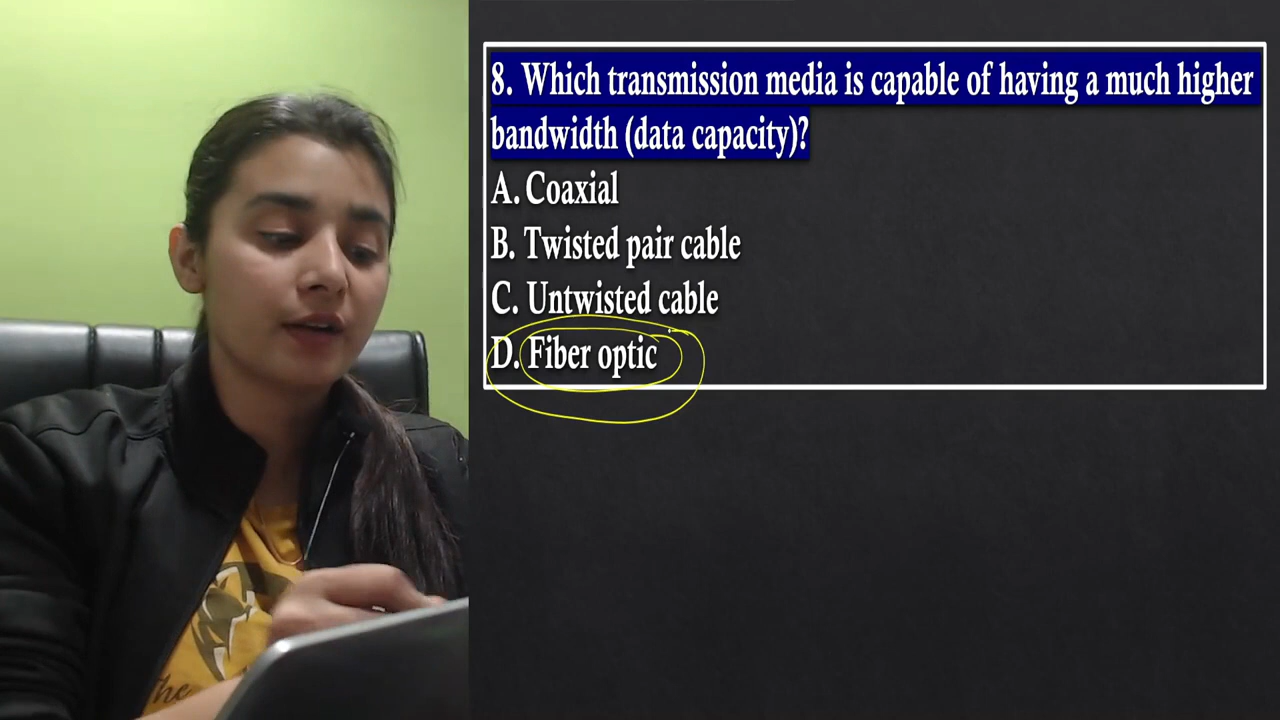 8. Which transmission media is capable of having a much higher
bandwidth (data capacity)?
A. Coaxial
B. Twisted pair cable
C. Untwisted cable
D. Fiber optic
The